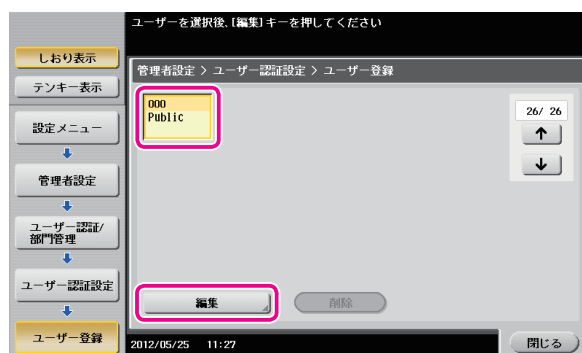 ユーザーを選択後、[編集]キーを押してください
しおり表示
テンキー表示
設定メニュー
管理者設定
ユーザー認証/
部門管理
ユーザー認証設定
ユーザー登録
管理者設定 > ユーザー認証設定 > ユーザー登録
000
Public
26/ 26
↑
↓
編集
削除
2012/05/25 11:27
閉じる